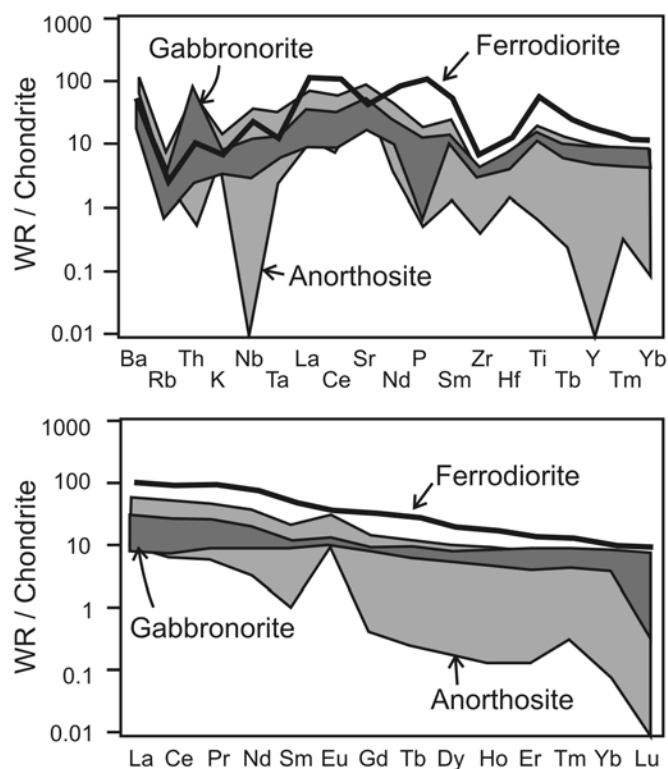 1000
100
10
1
0.1
0.01
WR / Chondrite
Gabbronorite
Ferrodiorite
Anorthosite
Ba Th Nb La Sr P Zr Ti Y Yb
Rb K Ta Ce Nd Sm Hf Tb Tm
1000
100
10
1
0.1
0.01
WR / Chondrite
Ferrodiorite
Gabbronorite
Anorthosite
La Ce Pr Nd Sm Eu Gd Tb Dy Ho Er Tm Yb Lu